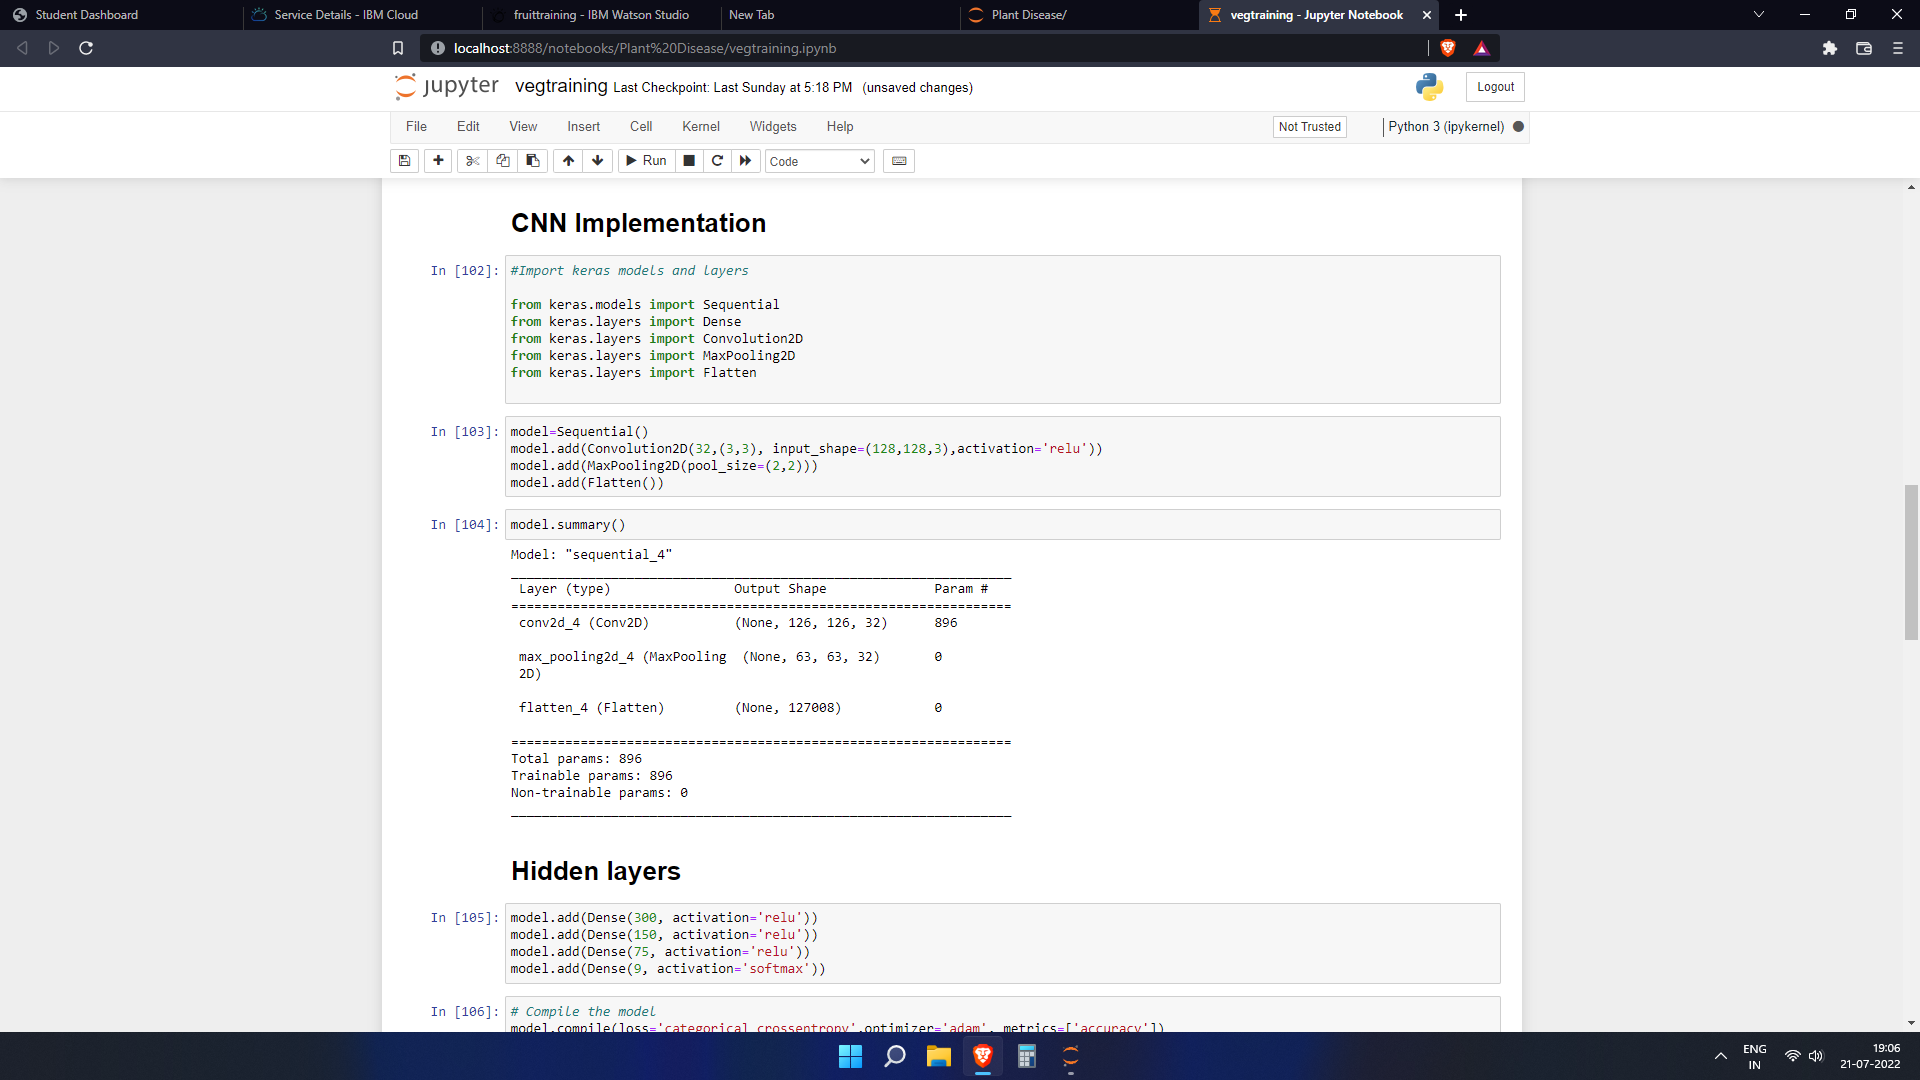 Student Dashboard
Service Details - IBM Cloud
fruittraining - IBM Watson Studio
New Tab
Plant Disease/
vegtraining - Jupyter Notebook
localhost:8888/notebooks/Plant%20Disease/vegtraining.ipynb
jupyter vegtraining Last Checkpoint: Last Sunday at 5:18 PM (unsaved changes)
Logout
File Edit View Insert Cell Kernel Widgets Help
Not Trusted
Python 3 (ipykernel)
Run
Code
CNN Implementation
In [102]: #Import keras models and layers
from keras.models import Sequential
from keras.layers import Dense
from keras.layers import Convolution2D
from keras.layers import MaxPooling2D
from keras.layers import Flatten
In [103]: model=Sequential()
model.add(Convolution2D(32,(3,3), input_shape=(128,128,3),activation='relu'))
model.add(MaxPooling2D(pool_size=(2,2)))
model.add(Flatten())
In [104]: model.summary()
Model: "sequential_4"
_________________________________________________________________
Layer (type) Output Shape Param #
=================================================================
conv2d_4 (Conv2D) (None, 126, 126, 32) 896
max_pooling2d_4 (MaxPooling (None, 63, 63, 32) 0
2D)
flatten_4 (Flatten) (None, 127008) 0
=================================================================
Total params: 896
Trainable params: 896
Non-trainable params: 0
_________________________________________________________________
Hidden layers
In [105]: model.add(Dense(300, activation='relu'))
model.add(Dense(150, activation='relu'))
model.add(Dense(75, activation='relu'))
model.add(Dense(9, activation='softmax'))
In [106]: # Compile the model
model.compile(loss='categorical_crossentropy',optimizer='adam', metrics=['accuracy'])
ENG
IN
19:06
21-07-2022